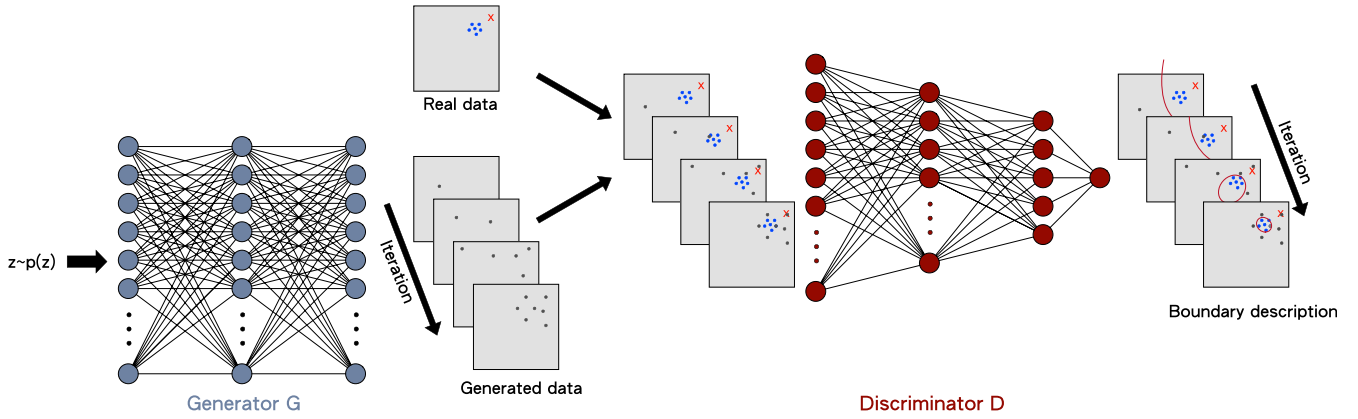 z~p(z)
Generator G
Real data
x
Iteration
Generated data
x
x
x
x
Discriminator D
x
x
x
x
Iteration
Boundary description